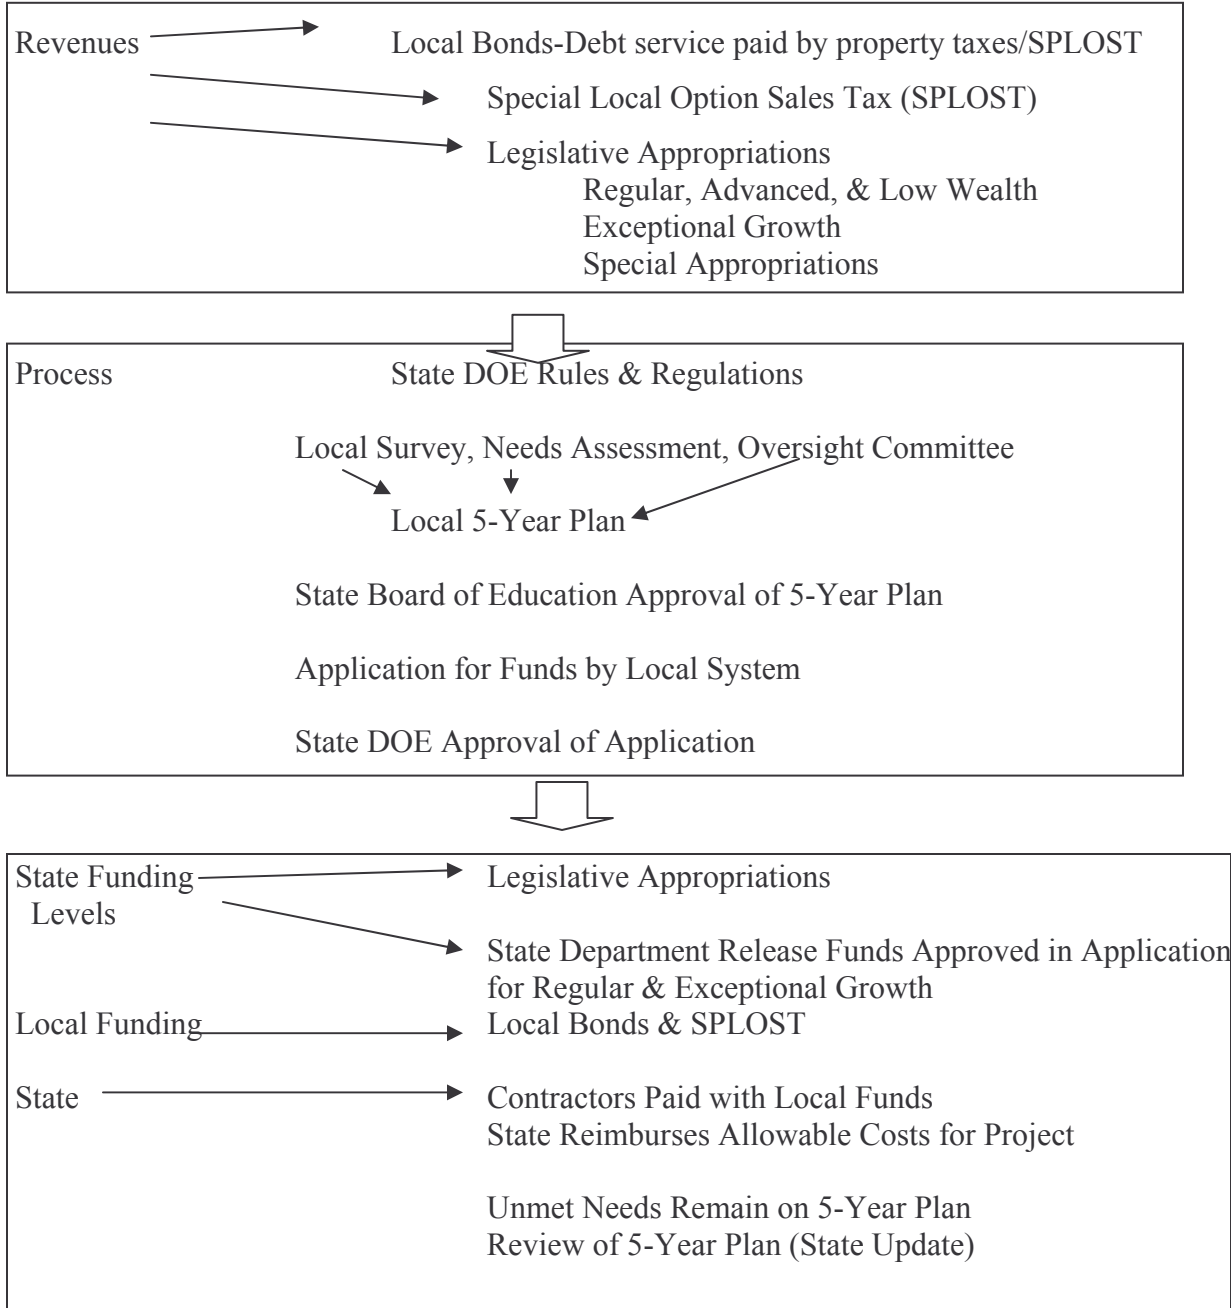 Revenues Local Bonds-Debt service paid by property taxes/SPLOST
Special Local Option Sales Tax (SPLOST)
Legislative Appropriations
Regular, Advanced, & Low Wealth
Exceptional Growth
Special Appropriations
Process State DOE Rules & Regulations
Local Survey, Needs Assessment, Oversight Committee
Local 5-Year Plan
State Board of Education Approval of 5-Year Plan
Application for Funds by Local System
State DOE Approval of Application
State Funding Legislative Appropriations
Levels
State Department Release Funds Approved in Application
for Regular & Exceptional Growth
Local Funding Local Bonds & SPLOST
State Contractors Paid with Local Funds
State Reimburses Allowable Costs for Project
Unmet Needs Remain on 5-Year Plan
Review of 5-Year Plan (State Update)